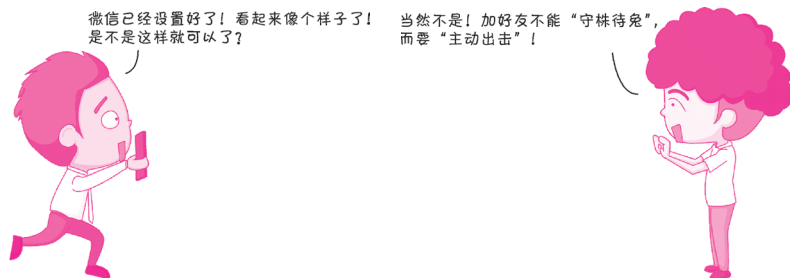 微信已经设置好了！看起来像个样子了！
是不是这样就可以了？
当然不是！加好友不能“守株待兔”，
而要“主动出击”！